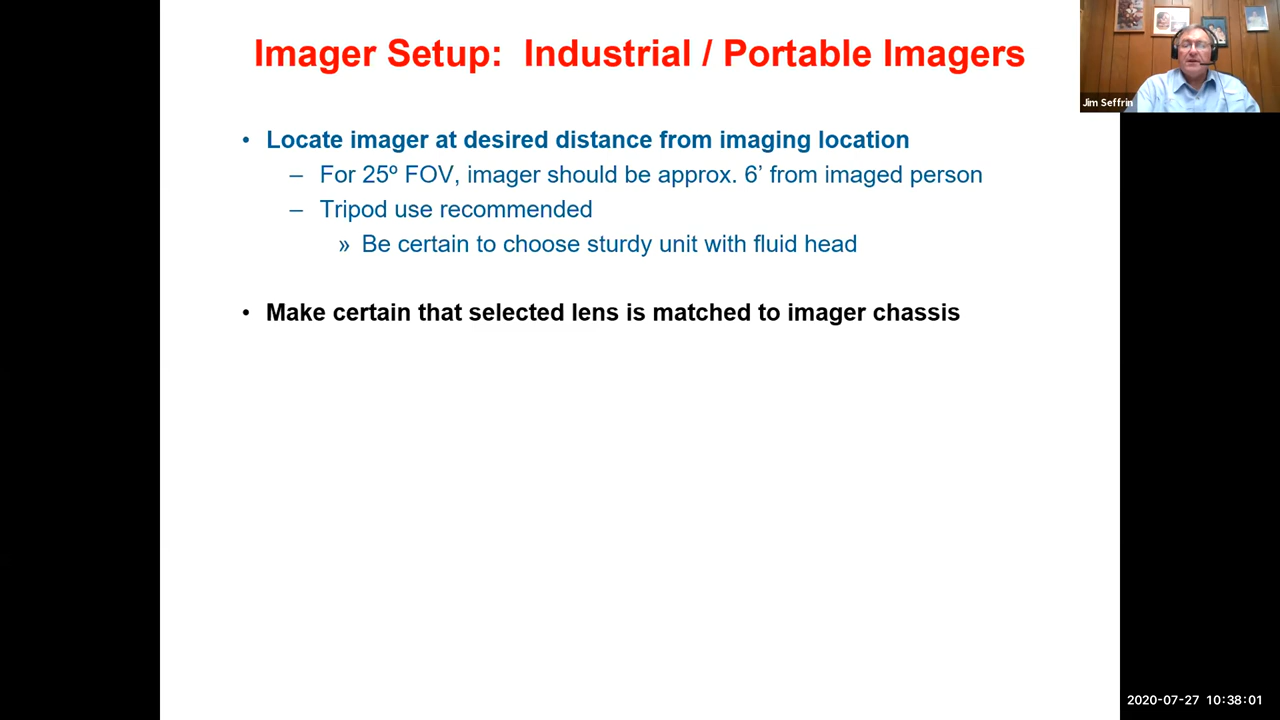 Imager Setup:  Industrial / Portable Imagers
Jim Seffrin
• Locate imager at desired distance from imaging location
– For 25º FOV, imager should be approx. 6’ from imaged person
– Tripod use recommended
» Be certain to choose sturdy unit with fluid head
• Make certain that selected lens is matched to imager chassis
2020-07-27 10:38:01